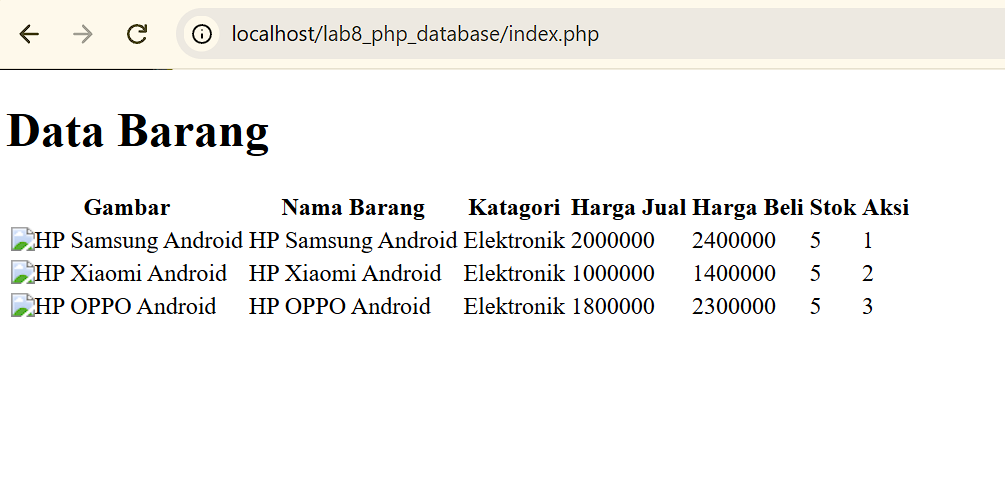 localhost/lab8_php_database/index.php
Data Barang
Gambar Nama Barang Katagori Harga Jual Harga Beli Stok Aksi
HP Samsung Android HP Samsung Android Elektronik 2000000 2400000 5 1
HP Xiaomi Android HP Xiaomi Android Elektronik 1000000 1400000 5 2
HP OPPO Android HP OPPO Android Elektronik 1800000 2300000 5 3